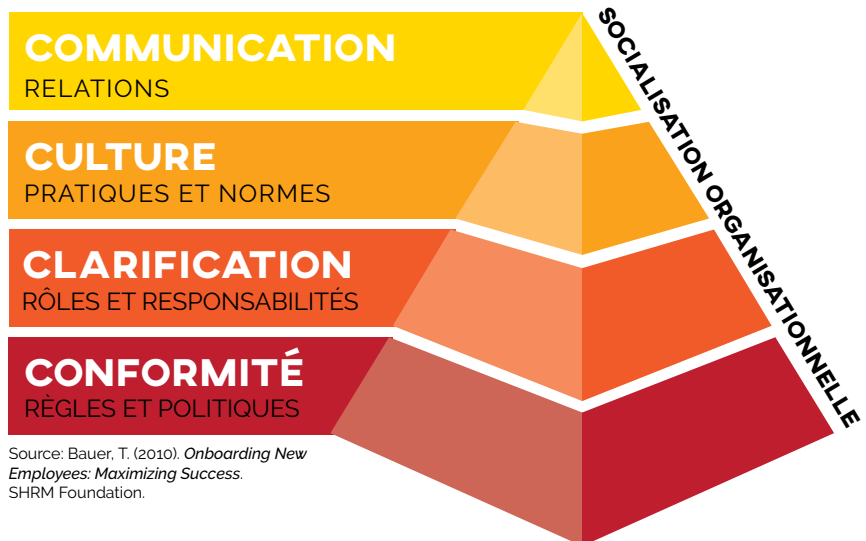 COMMUNICATION
RELATIONS
CULTURE
PRATIQUES ET NORMES
CLARIFICATION
RÔLES ET RESPONSABILITÉS
CONFORMITÉ
RÈGLES ET POLITIQUES
SOCIALISATION ORGANISATIONNELLE
Source: Bauer, T. (2010). Onboarding New
Employees: Maximizing Success.
SHRM Foundation.